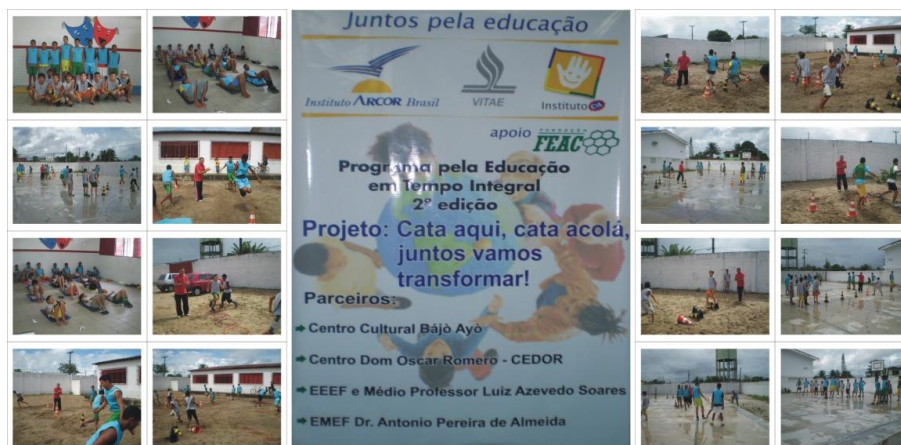 Juntos pela educação
Instituto ARCOR Brasil
VITAE
Instituto C&A
apoio FUNDAÇÃO FEAC
Programa pela Educação
em Tempo Integral
2ª edição
Projeto: Cata aqui, cata acolá,
juntos vamos
transformar!
Parceiros:
Centro Cultural Bájò Ayò
Centro Dom Oscar Romero - CEDOR
EEEF e Médio Professor Luiz Azevedo Soares
EMEF Dr. Antonio Pereira de Almeida